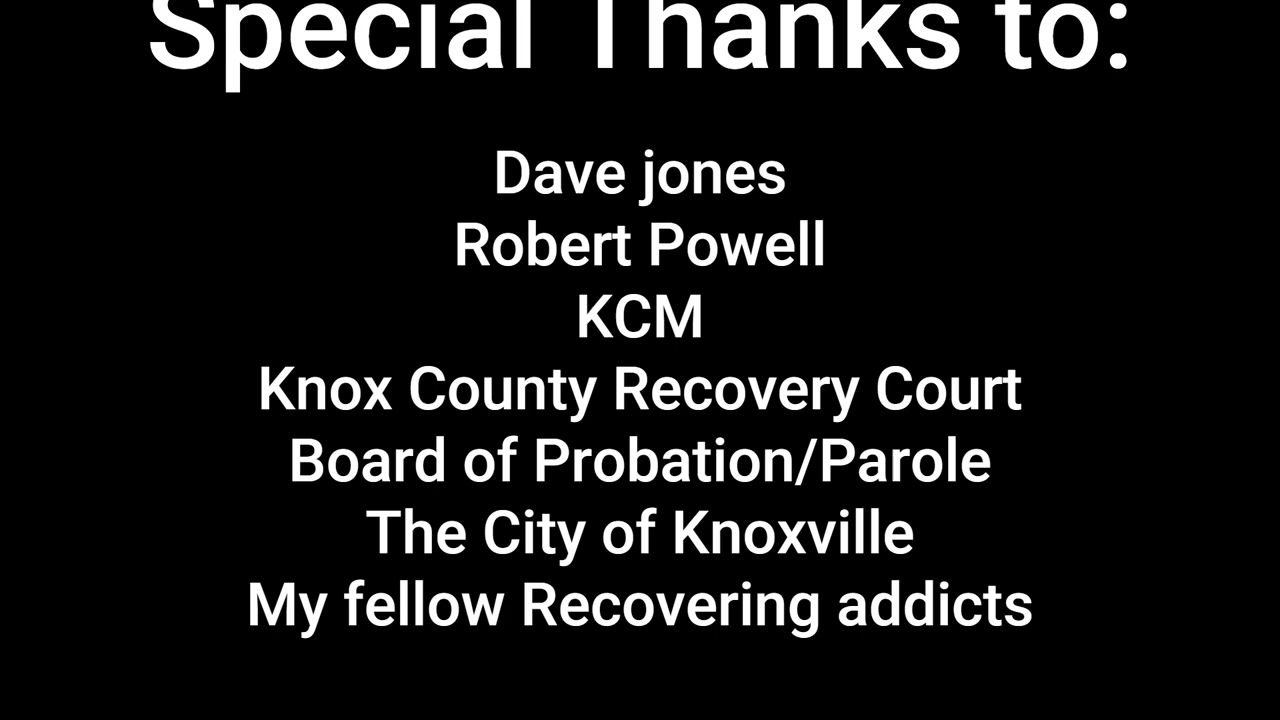 Special Thanks to:
Dave jones
Robert Powell
KCM
Knox County Recovery Court
Board of Probation/Parole
The City of Knoxville
My fellow Recovering addicts